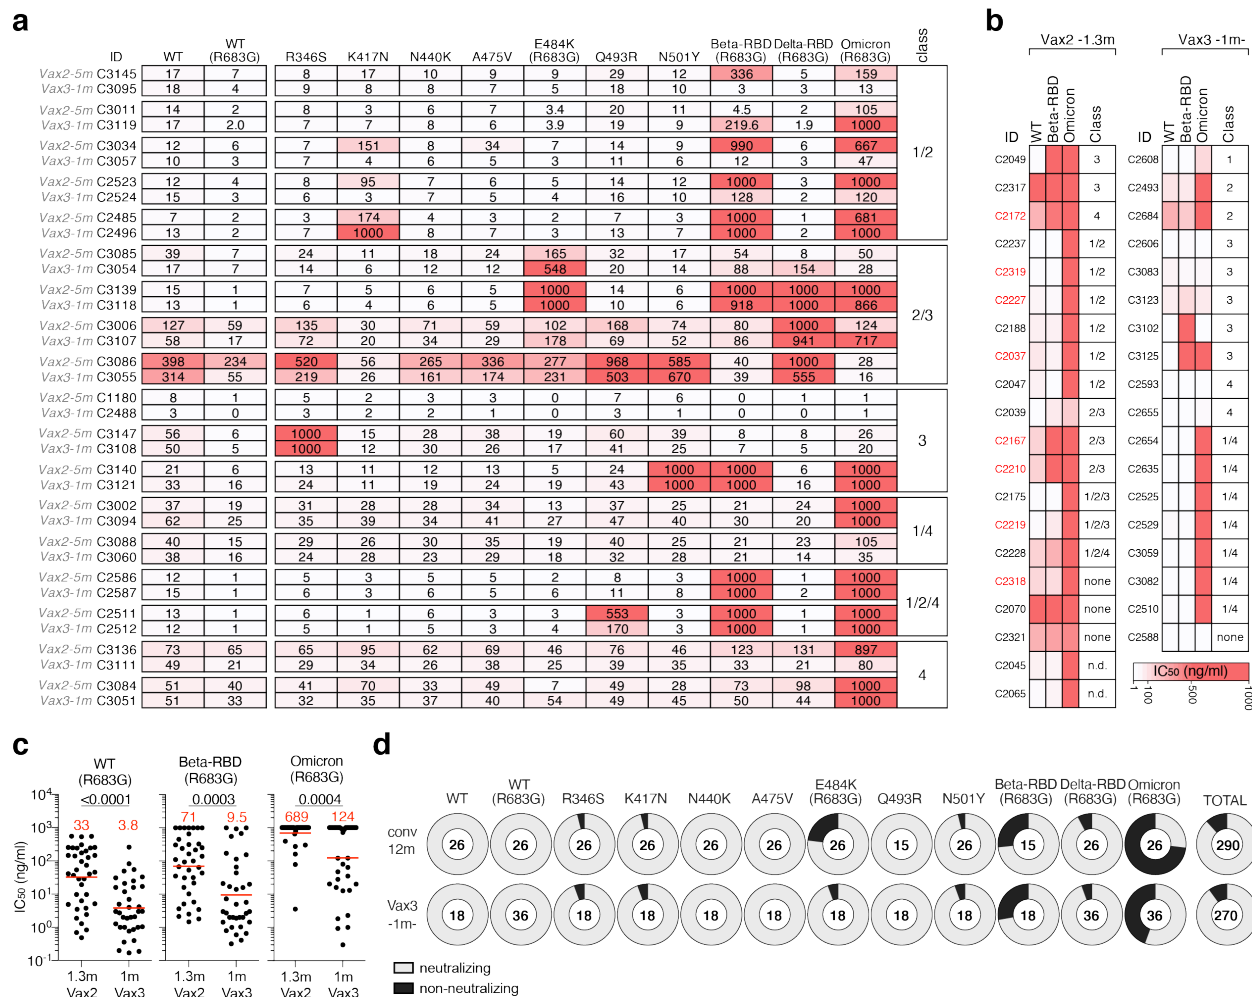 a
ID WT WT (R683G) R346S K417N N440K A475V E484K (R683G) Q493R N501Y Beta-RBD (R683G) Delta-RBD (R683G) Omicron (R683G) class
Vax2-5m C3145 17 7 8 17 10 9 9 29 12 336 5 159
Vax3-1m C3095 18 4 9 8 8 7 5 18 10 3 3 13
Vax2-5m C3011 14 2 8 3 6 7 3.4 20 11 4.5 2 105
Vax3-1m C3119 17 2.0 7 7 8 6 3.9 19 9 219.6 1.9 1000
1/2
Vax2-5m C3034 12 6 7 151 8 34 7 14 9 990 6 667
Vax3-1m C3057 10 3 7 4 6 5 3 11 6 12 3 47
Vax2-5m C2523 12 4 8 95 7 6 5 14 12 1000 3 1000
Vax3-1m C2524 15 3 6 3 7 5 4 16 10 128 2 120
Vax2-5m C2485 7 2 3 174 4 3 2 7 3 1000 1 681
Vax3-1m C2496 13 2 7 1000 8 7 3 12 7 1000 2 1000
Vax2-5m C3085 39 7 24 11 18 24 165 32 17 54 8 50
Vax3-1m C3054 17 7 14 6 12 12 548 20 14 88 154 28
Vax2-5m C3139 15 1 7 5 6 5 1000 14 6 1000 1000 1000
Vax3-1m C3118 13 1 6 4 6 5 1000 10 6 918 1000 866
2/3
Vax2-5m C3006 127 59 135 30 71 59 102 168 74 80 1000 124
Vax3-1m C3107 58 17 72 20 34 29 178 69 52 86 941 717
Vax2-5m C3086 398 234 520 56 265 336 277 968 585 40 1000 28
Vax3-1m C3055 314 55 219 26 161 174 231 503 670 39 555 16
Vax2-5m C1180 8 1 5 2 3 3 0 7 6 0 1 1
Vax3-1m C2488 3 0 3 2 2 1 0 3 1 0 0 1
Vax2-5m C3147 56 6 1000 15 28 38 19 60 39 8 8 26
3
Vax3-1m C3108 50 5 1000 12 30 26 17 41 25 7 5 20
Vax2-5m C3140 21 6 13 11 12 13 5 24 1000 1000 6 1000
Vax3-1m C3121 33 16 24 11 19 24 19 43 1000 1000 16 1000
Vax2-5m C3002 37 19 31 28 28 34 13 37 25 21 24 1000
Vax3-1m C3094 62 25 35 39 34 41 27 47 40 30 20 1000
1/4
Vax2-5m C3088 40 15 29 26 30 35 19 40 25 21 23 105
Vax3-1m C3060 38 16 24 28 23 29 18 32 28 21 14 35
Vax2-5m C2586 12 1 5 3 5 5 2 8 3 1000 1 1000
Vax3-1m C2587 15 1 6 3 5 6 6 11 8 1000 2 1000
1/2/4
Vax2-5m C2511 13 1 6 1 6 3 3 553 3 1000 1 1000
Vax3-1m C2512 12 1 5 1 5 3 4 170 3 1000 1 1000
Vax2-5m C3136 73 65 65 95 62 69 46 76 46 123 131 897
Vax3-1m C3111 49 21 29 34 26 38 25 49 35 33 21 80
4
Vax2-5m C3084 51 40 41 70 33 49 7 49 28 73 98 1000
Vax3-1m C3051 51 33 32 35 37 40 54 49 45 50 44 1000
b
Vax2 -1.3m
ID WT Beta-RBD Omicron Class
C2049 3
C2317 3
C2172 4
C2237 1/2
C2319 1/2
C2227 1/2
C2188 1/2
C2037 1/2
C2047 1/2
C2039 2/3
C2167 2/3
C2210 2/3
C2175 1/2/3
C2219 1/2/3
C2228 1/2/4
C2318 none
C2070 none
C2321 none
C2045 n.d.
C2065 n.d.
Vax3 -1m-
ID WT Beta-RBD Omicron Class
C2608 1
C2493 2
C2684 2
C2606 3
C3083 3
C3123 3
C3102 3
C3125 3
C2593 4
C2655 4
C2654 1/4
C2635 1/4
C2525 1/4
C2529 1/4
C3059 1/4
C3082 1/4
C2510 1/4
C2588 none
IC50 (ng/ml)
1 100 500 1000
c
WT (R683G) Beta-RBD (R683G) Omicron (R683G)
<0.0001 0.0003 0.0004
33 3.8 71 9.5 689 124
IC50 (ng/ml)
10⁴
10³
10²
10¹
10⁰
10⁻¹
1.3m 1m 1.3m 1m 1.3m 1m
Vax2 Vax3 Vax2 Vax3 Vax2 Vax3
d
WT WT (R683G) R346S K417N N440K A475V E484K (R683G) Q493R N501Y Beta-RBD (R683G) Delta-RBD (R683G) Omicron (R683G) TOTAL
conv 12m 26 26 26 26 26 26 26 15 26 15 26 26 290
Vax3 -1m- 18 36 18 18 18 18 18 18 18 18 36 36 270
neutralizing
non-neutralizing